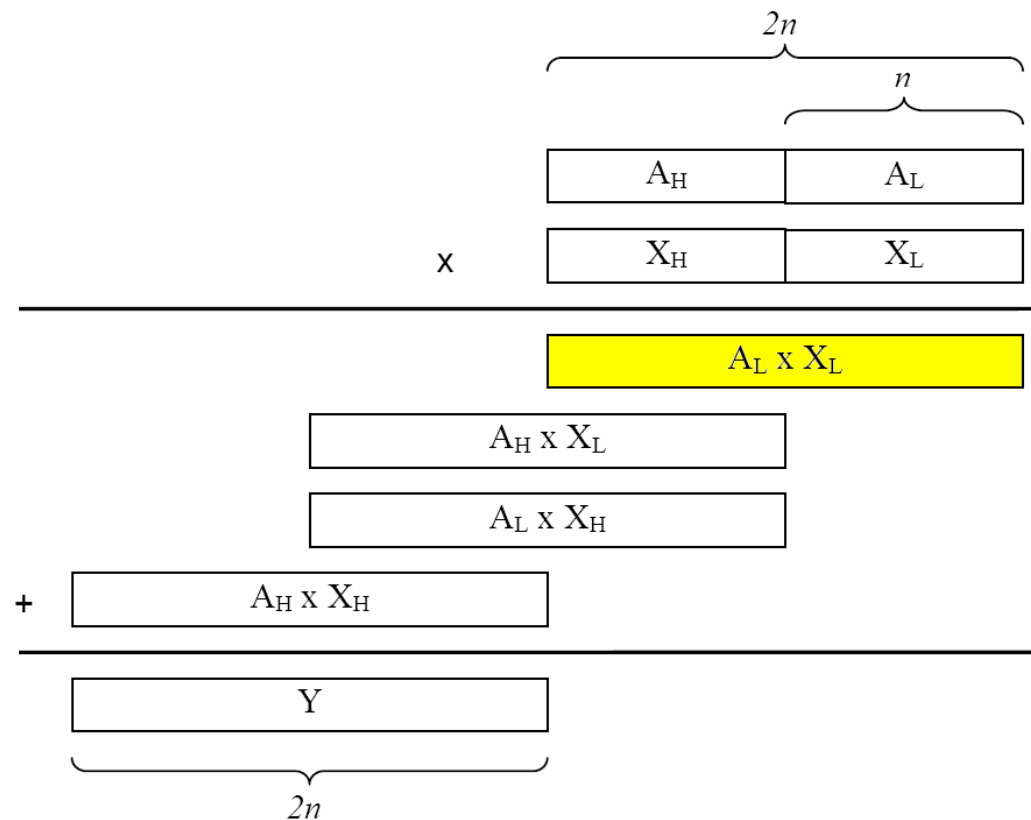 2n
n
A_H A_L
x X_H X_L
A_L x X_L
A_H x X_L
A_L x X_H
+ A_H x X_H
Y
2n